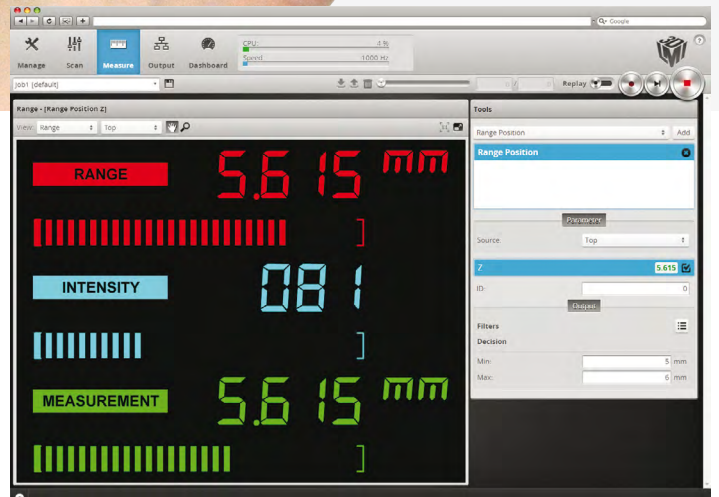 Google
CPU: 4 %
Speed: 1000 Hz
Manage Scan Measure Output Dashboard
job1 [default]
Replay
Range - [Range Position Z]
View: Range Top
RANGE 5.615 mm
INTENSITY 081
MEASUREMENT 5.615 mm
Tools
Range Position Add
Range Position
Parameter
Source: Top
Z 5.615
ID: 0
Output
Filters
Decision
Min: 5 mm
Max: 6 mm